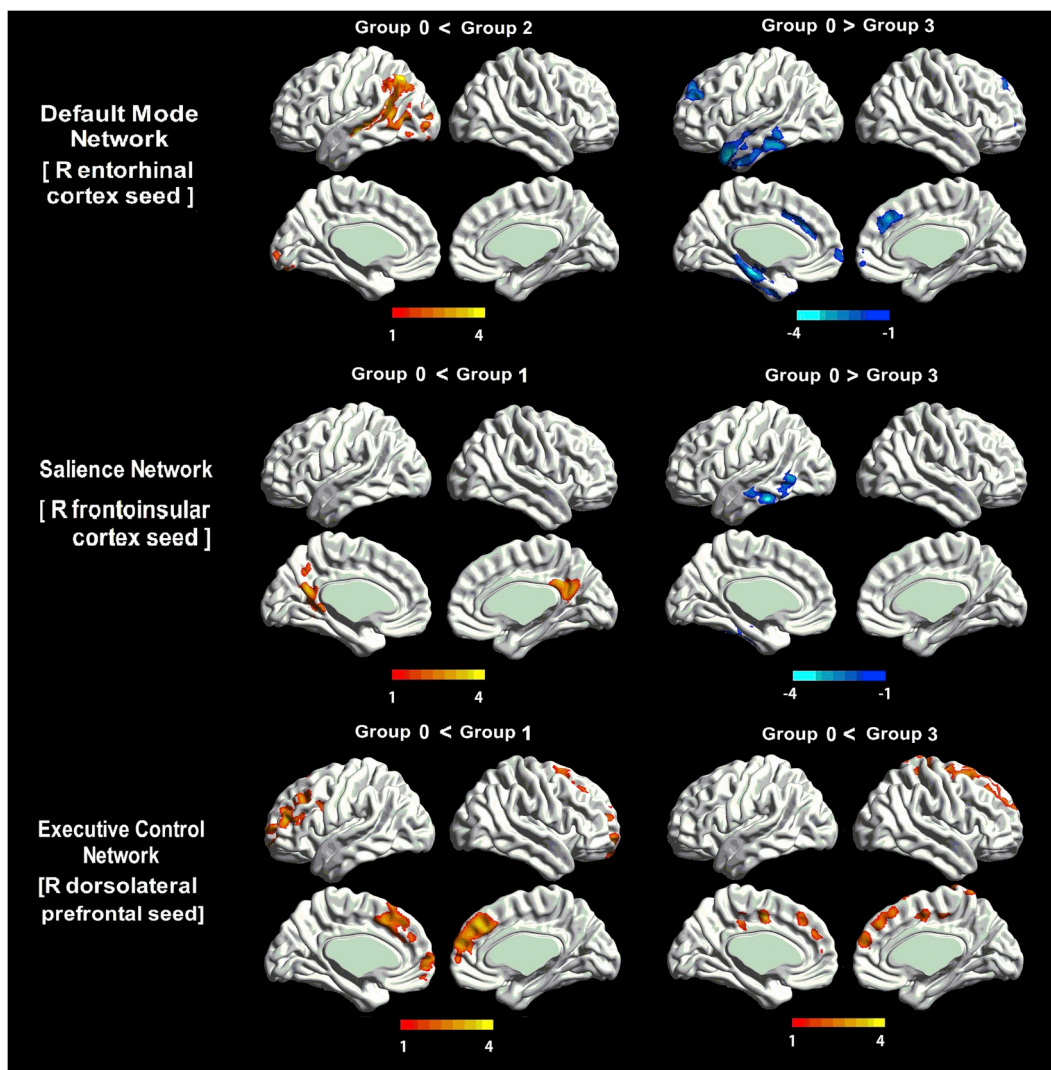 Group 0 < Group 2
Group 0 > Group 3
Default Mode
Network
[ R entorhinal
cortex seed ]
1 4
-4 -1
Group 0 < Group 1
Group 0 > Group 3
Salience Network
[ R frontoinsular
cortex seed ]
1 4
-4 -1
Group 0 < Group 1
Group 0 < Group 3
Executive Control
Network
[R dorsolateral
prefrontal seed]
1 4
1 4